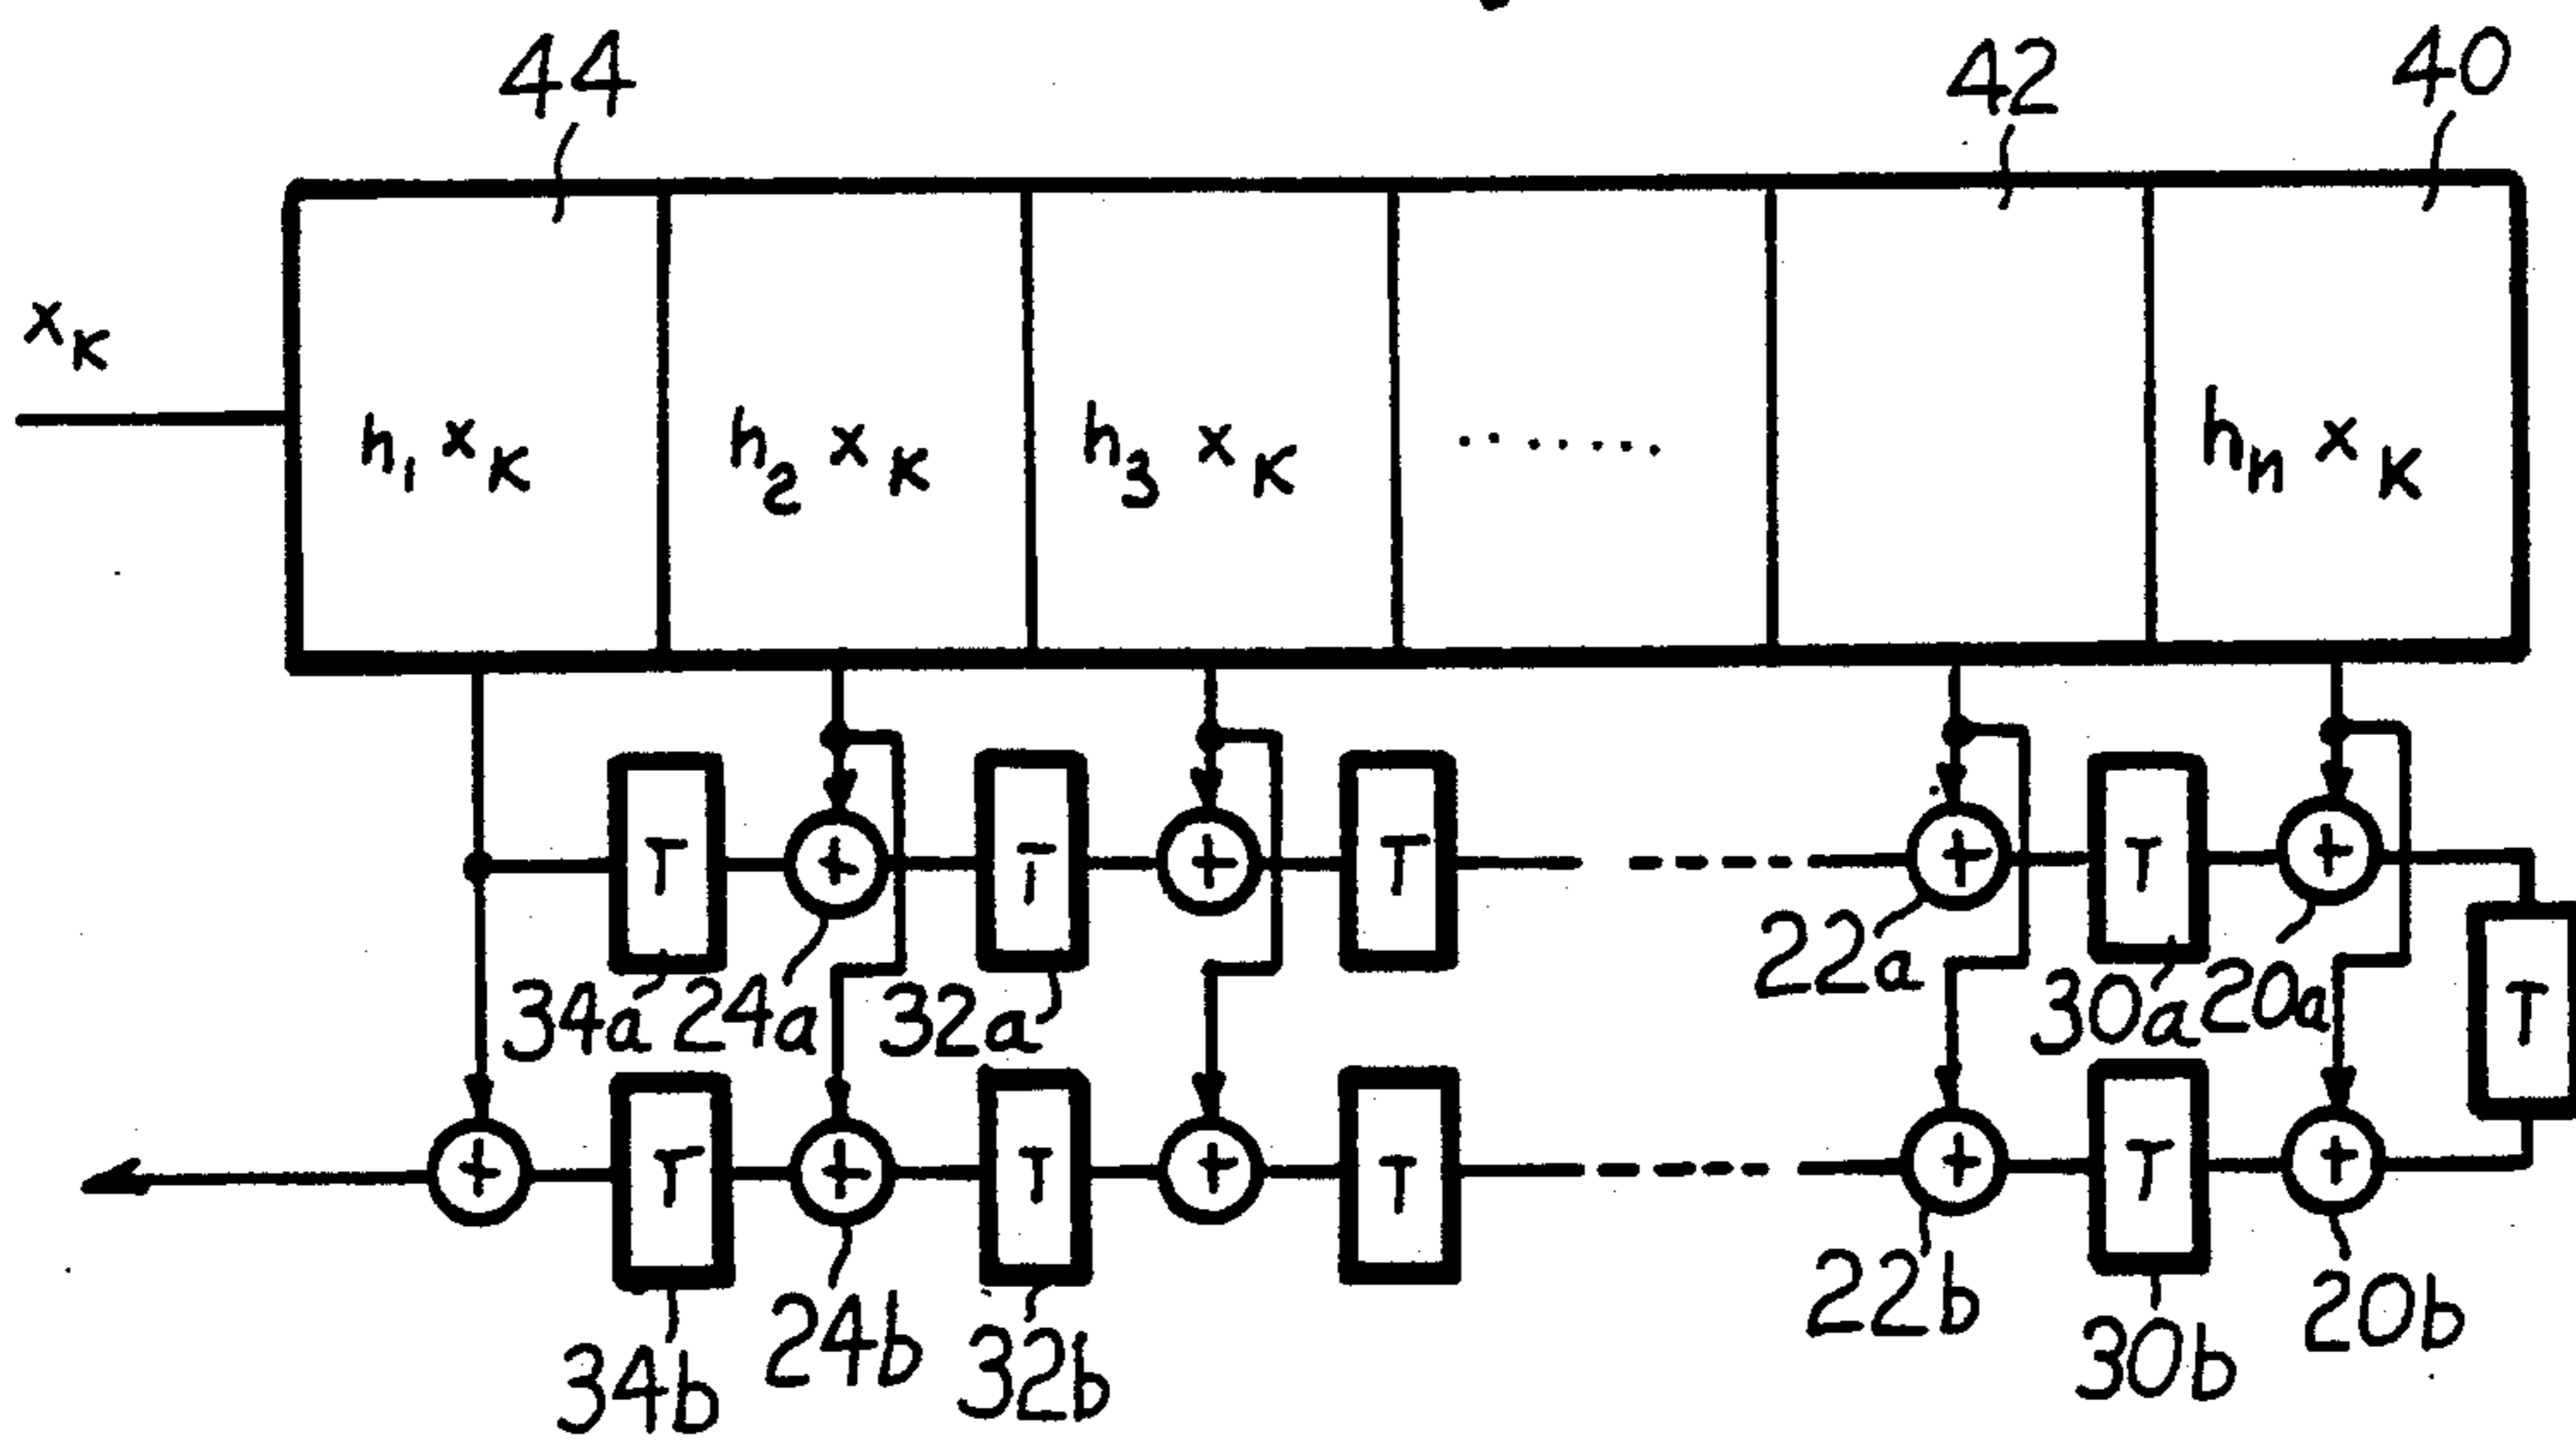 44 42 40
x_K
h_1 x_K h_2 x_K h_3 x_K ....... h_n x_K
+ + + +
T T T T
22a
34a 24a 32a 30a 20a T
+ + + + +
T T T T
22b 20b
34b 24b 32b 30b